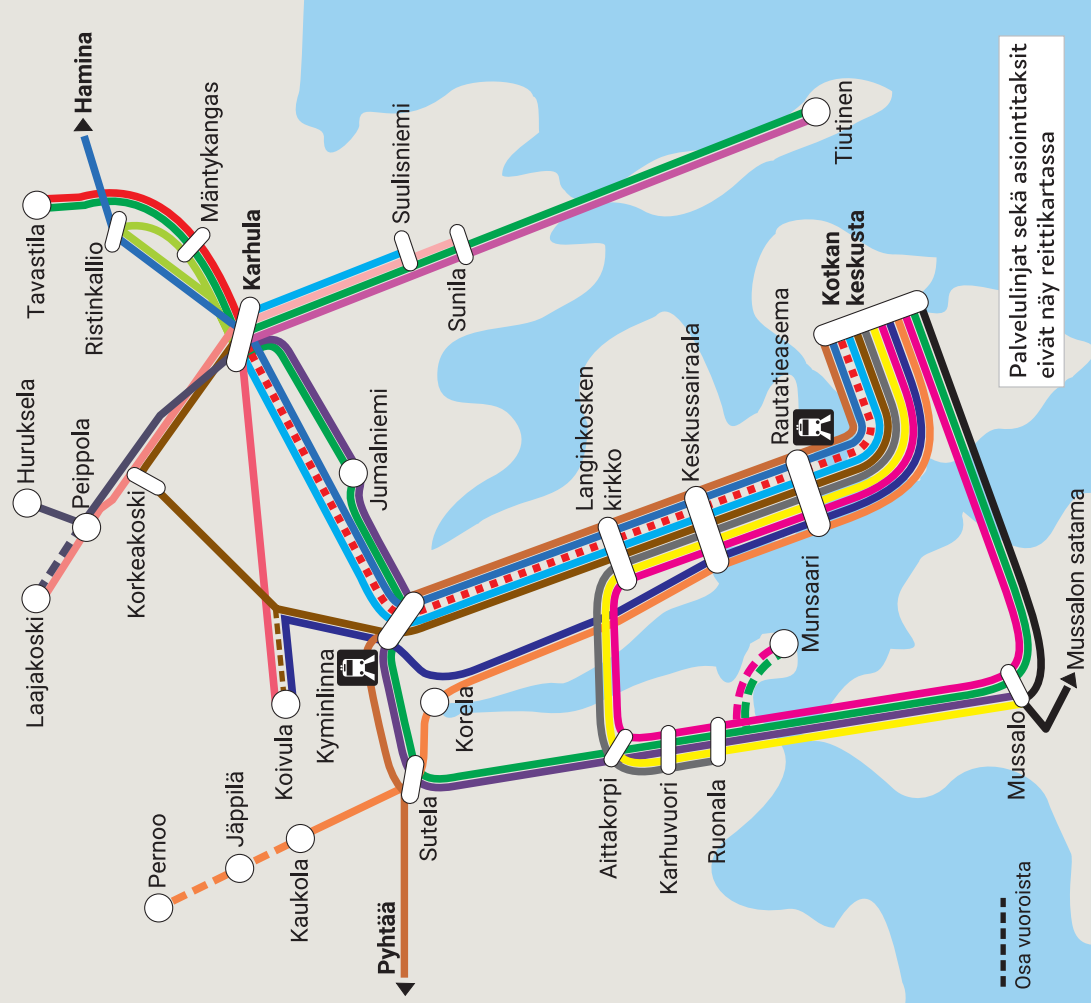 Tavastila
Hamina
Ristinkallio
Mäntykangas
Karhula
Suulisniemi
Sunila
Tiutinen
Huruksela
Peippola
Laajakoski
Korkeakoski
Jumalniemi
Koivula
Kyminlinna
Korela
Langinkosken
kirkko
Keskussairaala
Rautatieasema
Kotkan
keskusta
Pernoo
Jäppilä
Kaukola
Sutela
Pyhtää
Aittakorpi
Karhuvuori
Ruonala
Munsaari
Mussalo
Mussalon satama
Osa vuoroista
Palvelulinjat sekä asiointitaksit
eivät näy reittikartassa